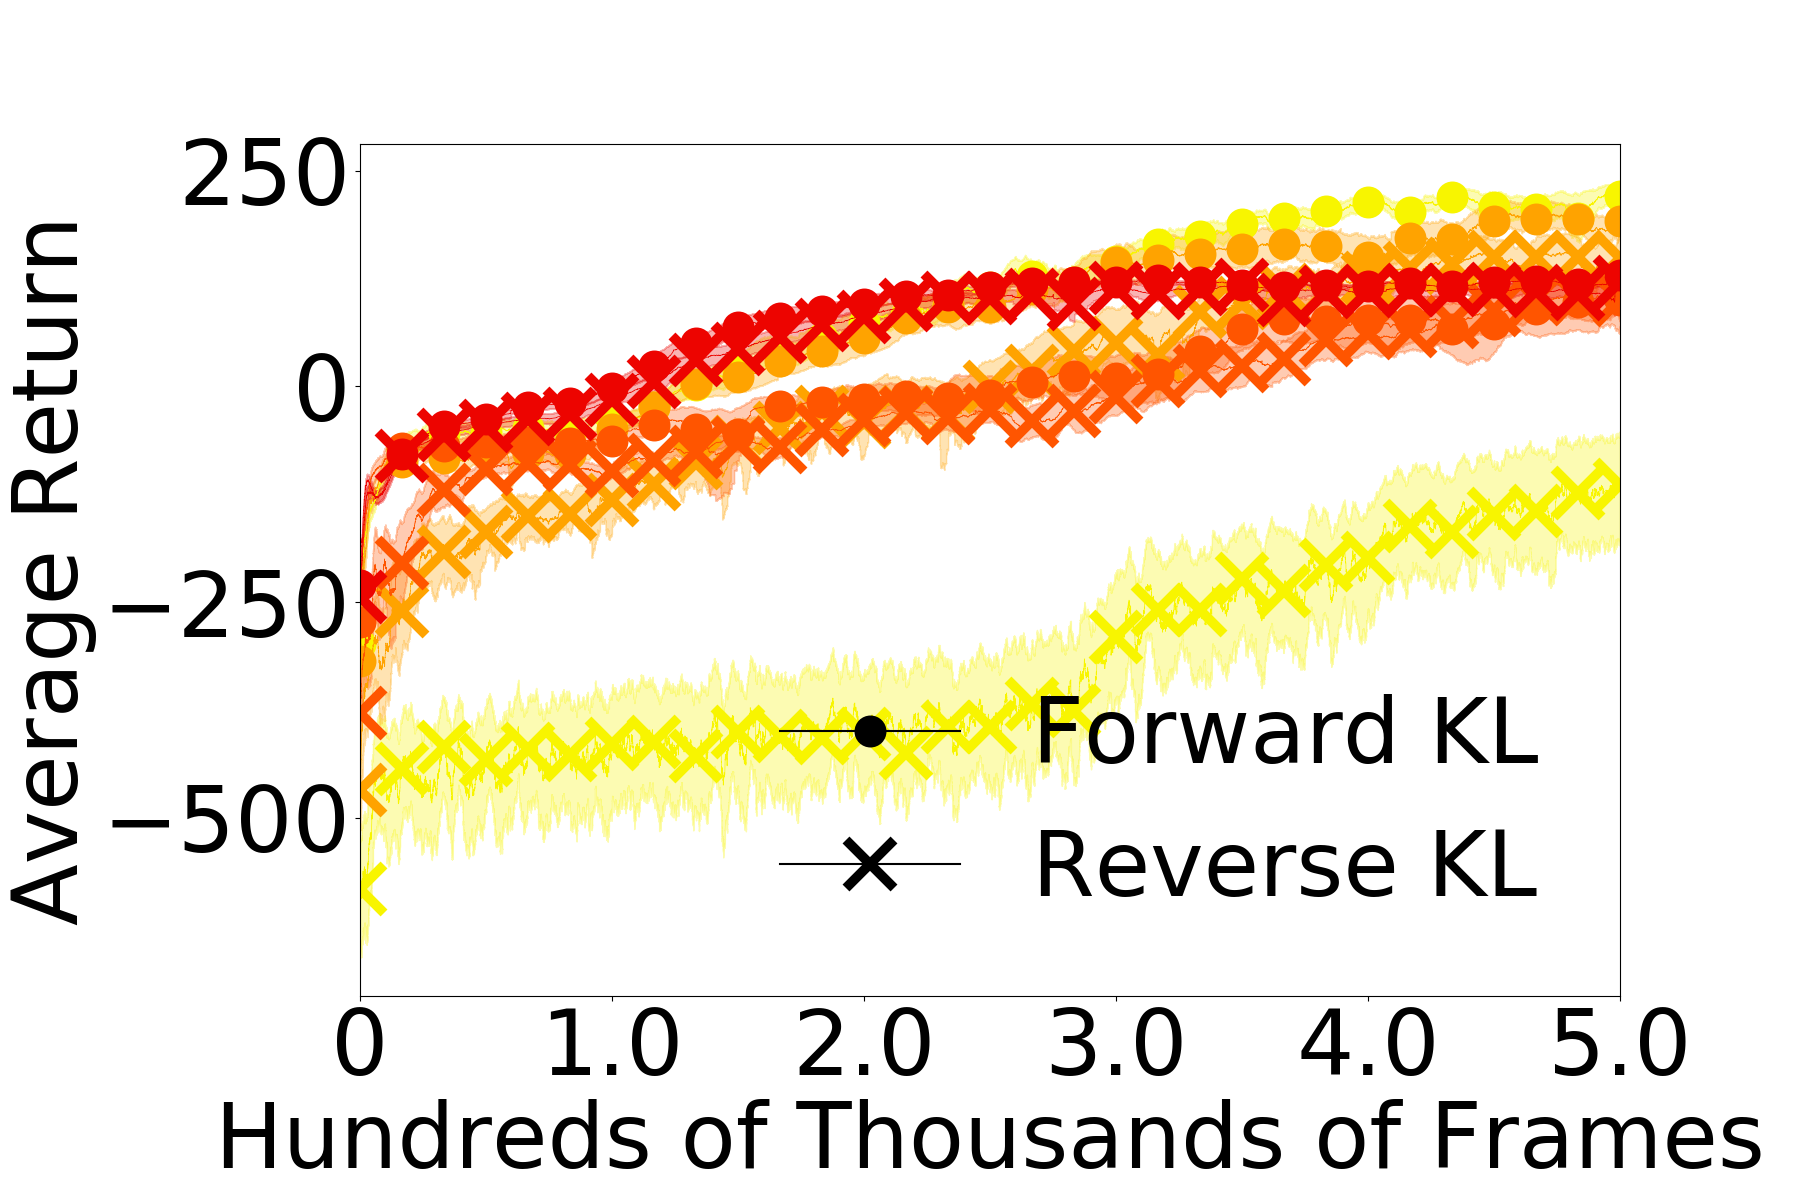 Average Return
250
0
−250
−500
Forward KL
Reverse KL
0 1.0 2.0 3.0 4.0 5.0
Hundreds of Thousands of Frames